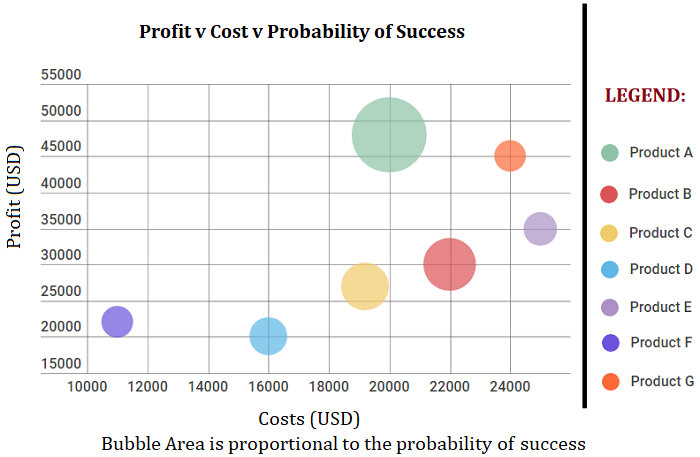 Profit v Cost v Probability of Success
55000
50000
45000
40000
35000
30000
25000
20000
15000
Profit (USD)
10000 12000 14000 16000 18000 20000 22000 24000
Costs (USD)
Bubble Area is proportional to the probability of success
LEGEND:
Product A
Product B
Product C
Product D
Product E
Product F
Product G